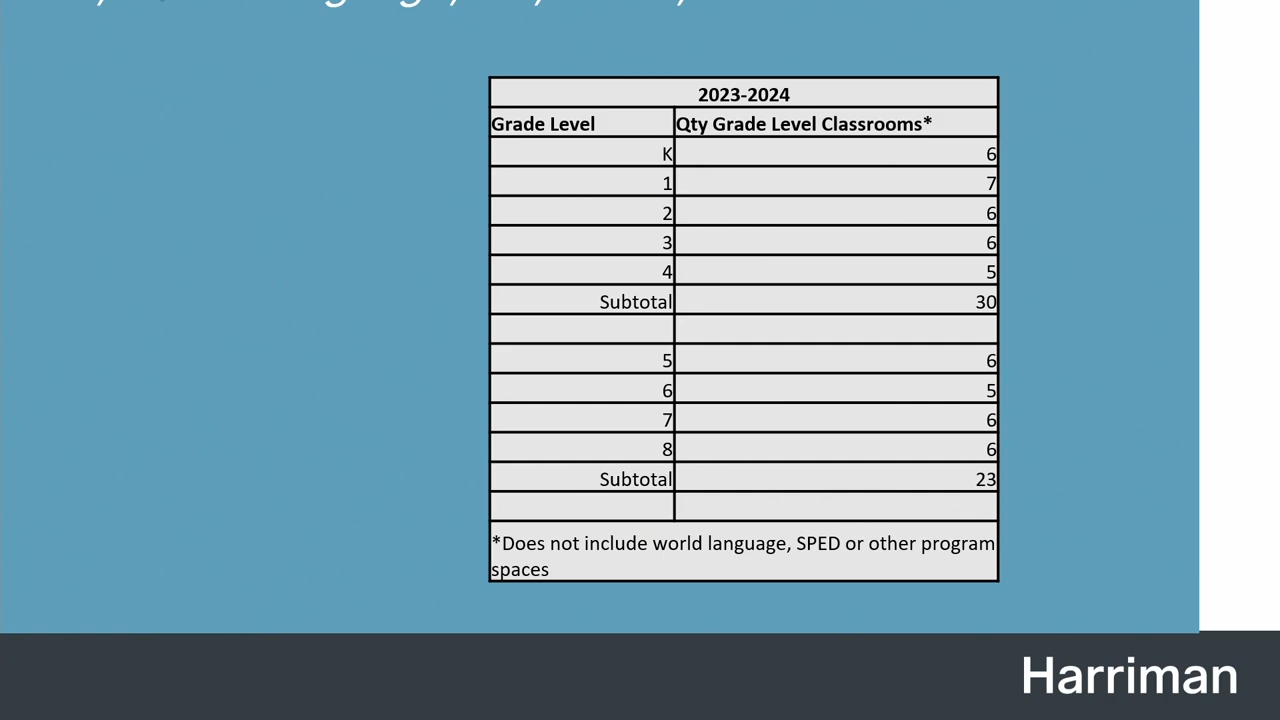 2023-2024
Grade Level Qty Grade Level Classrooms*
K 6
1 7
2 6
3 6
4 5
Subtotal 30
5 6
6 5
7 6
8 6
Subtotal 23
*Does not include world language, SPED or other program
spaces
Harriman